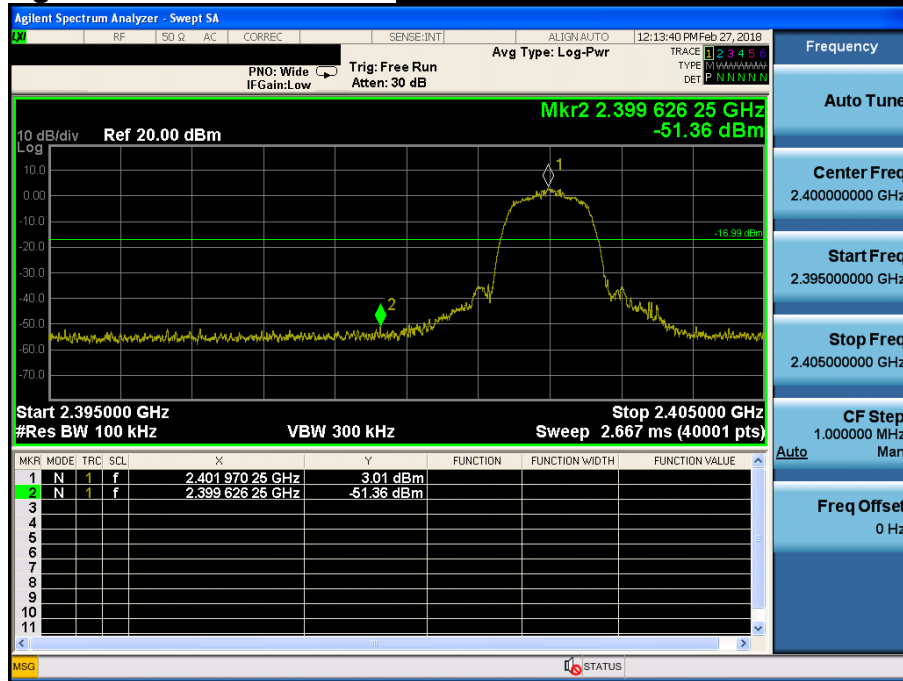 Agilent Spectrum Analyzer - Swept SA
LXI RF 50 Ω AC CORREC SENSE:INT ALIGN AUTO 12:13:40 PM Feb 27, 2018
PNO: Wide
IFGain:Low
Trig: Free Run
Atten: 30 dB
Avg Type: Log-Pwr
TRACE 1 2 3 4 5 6
TYPE M
DET P N N N N N
Mkr2 2.399 626 25 GHz
-51.36 dBm
10 dB/div Ref 20.00 dBm
Log
10.0
0.00
-10.0
-20.0
-30.0
-40.0
-50.0
-60.0
-70.0
1
-16.99 dBm
2
Start 2.395000 GHz Stop 2.405000 GHz
#Res BW 100 kHz VBW 300 kHz Sweep 2.667 ms (40001 pts)
MKR MODE TRC SCL X Y FUNCTION FUNCTION WIDTH FUNCTION VALUE
1 N 1 f 2.401 970 25 GHz 3.01 dBm
2 N 1 f 2.399 626 25 GHz -51.36 dBm
3
4
5
6
7
8
9
10
11
MSG STATUS
Frequency
Auto Tune
Center Freq
2.400000000 GHz
Start Freq
2.395000000 GHz
Stop Freq
2.405000000 GHz
CF Step
1.000000 MHz
Auto Man
Freq Offset
0 Hz